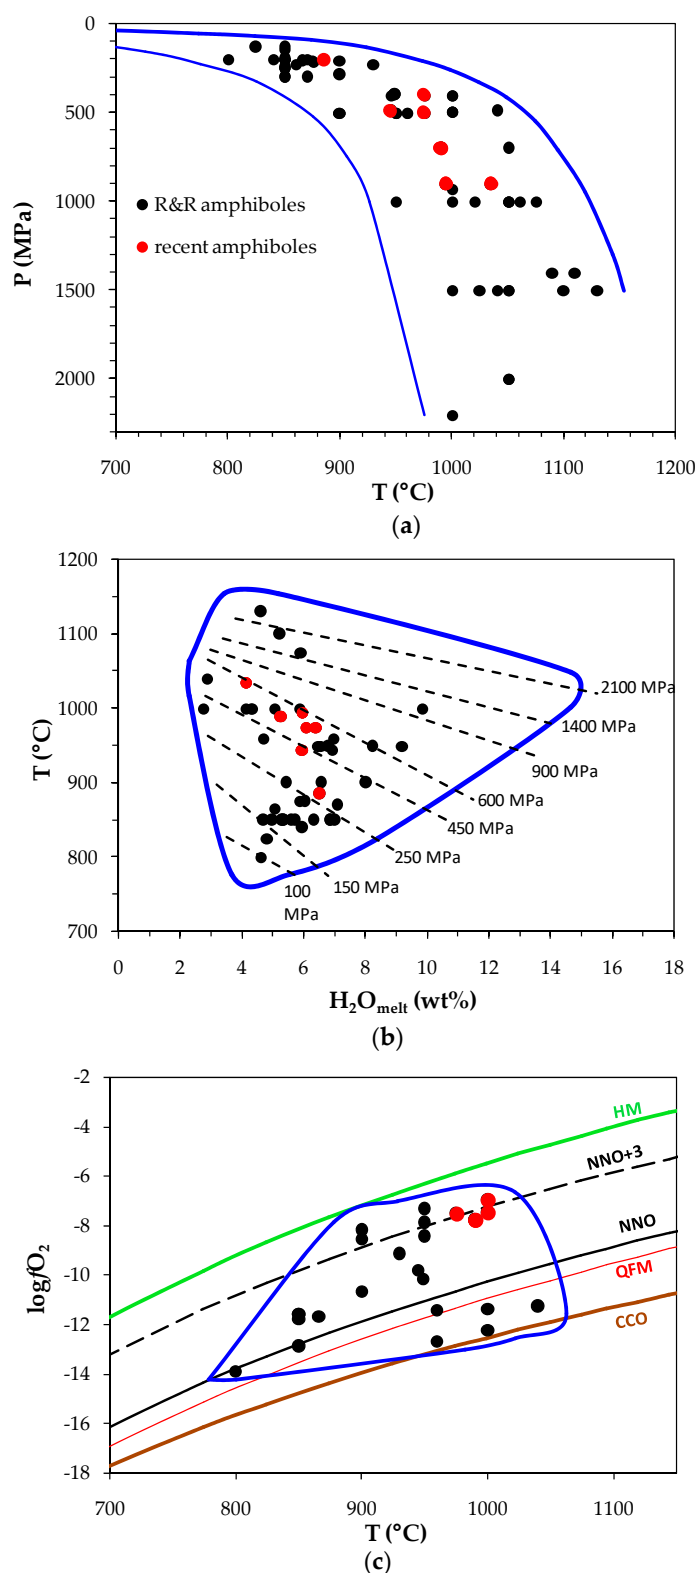 0
500
1000
1500
2000
P (MPa)
R&R amphiboles
recent amphiboles
700 800 900 1000 1100 1200
T (°C)
(a)
1200
1100
1000
900
800
700
T (°C)
2100 MPa
1400 MPa
900 MPa
600 MPa
450 MPa
250 MPa
150 MPa
100
MPa
0 2 4 6 8 10 12 14 16 18
H₂Oₘₑₗₜ (wt%)
(b)
-2
-4
-6
-8
-10
-12
-14
-16
-18
logfO₂
HM
NNO+3
NNO
QFM
CCO
700 800 900 1000 1100
T (°C)
(c)